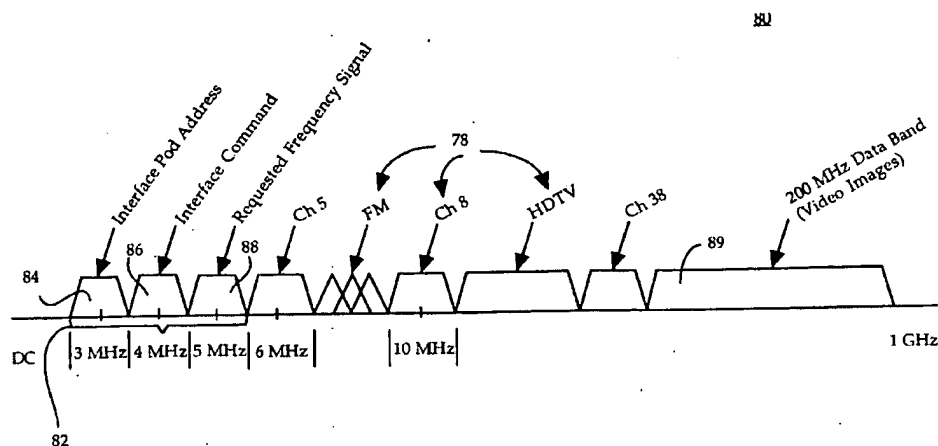 80
Interface Pod Address
Interface Command
Requested Frequency Signal
Ch 5
78
FM
Ch 8
HDTV
Ch 38
200 MHz Data Band
(Video Images)
84
86
88
89
DC
3 MHz
4 MHz
5 MHz
6 MHz
10 MHz
1 GHz
82